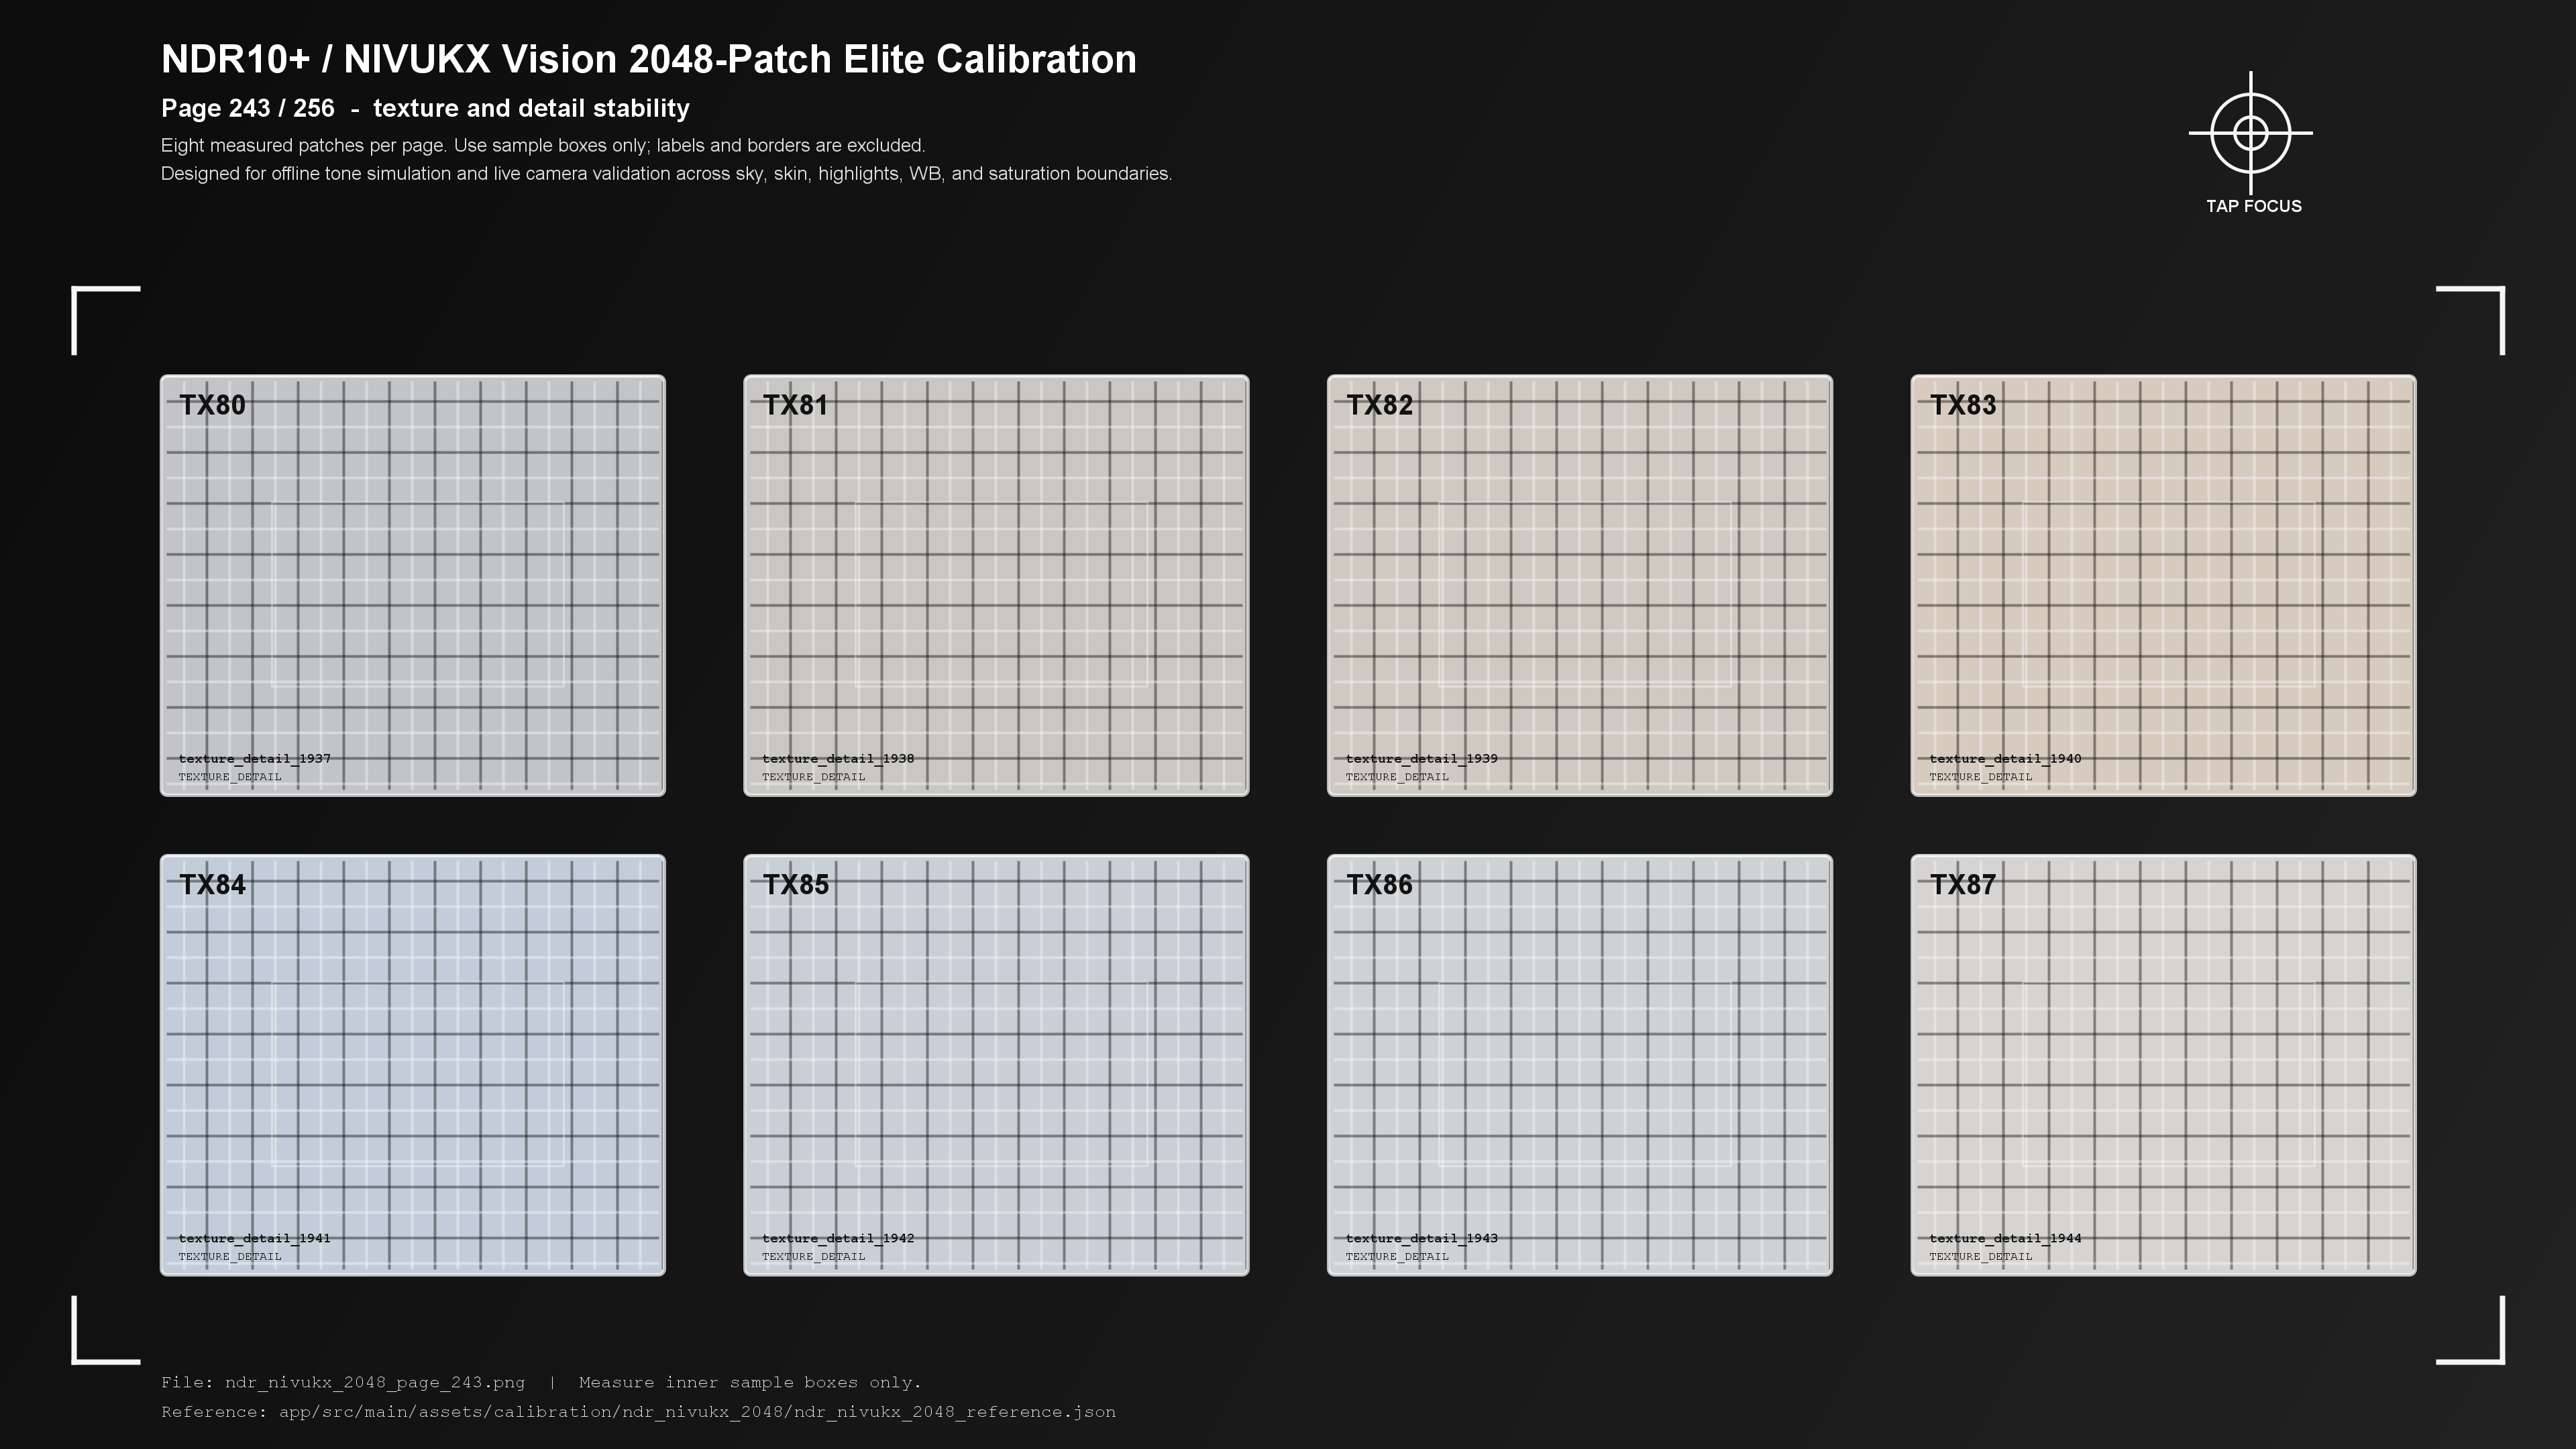 NDR10+ / NIVUKX Vision 2048-Patch Elite Calibration
Page 243 / 256 - texture and detail stability
Eight measured patches per page. Use sample boxes only; labels and borders are excluded.
Designed for offline tone simulation and live camera validation across sky, skin, highlights, WB, and saturation boundaries.
TAP FOCUS
TX80
texture_detail_1937
TEXTURE_DETAIL
TX81
texture_detail_1938
TEXTURE_DETAIL
TX82
texture_detail_1939
TEXTURE_DETAIL
TX83
texture_detail_1940
TEXTURE_DETAIL
TX84
texture_detail_1941
TEXTURE_DETAIL
TX85
texture_detail_1942
TEXTURE_DETAIL
TX86
texture_detail_1943
TEXTURE_DETAIL
TX87
texture_detail_1944
TEXTURE_DETAIL
File: ndr_nivukx_2048_page_243.png | Measure inner sample boxes only.
Reference: app/src/main/assets/calibration/ndr_nivukx_2048/ndr_nivukx_2048_reference.json